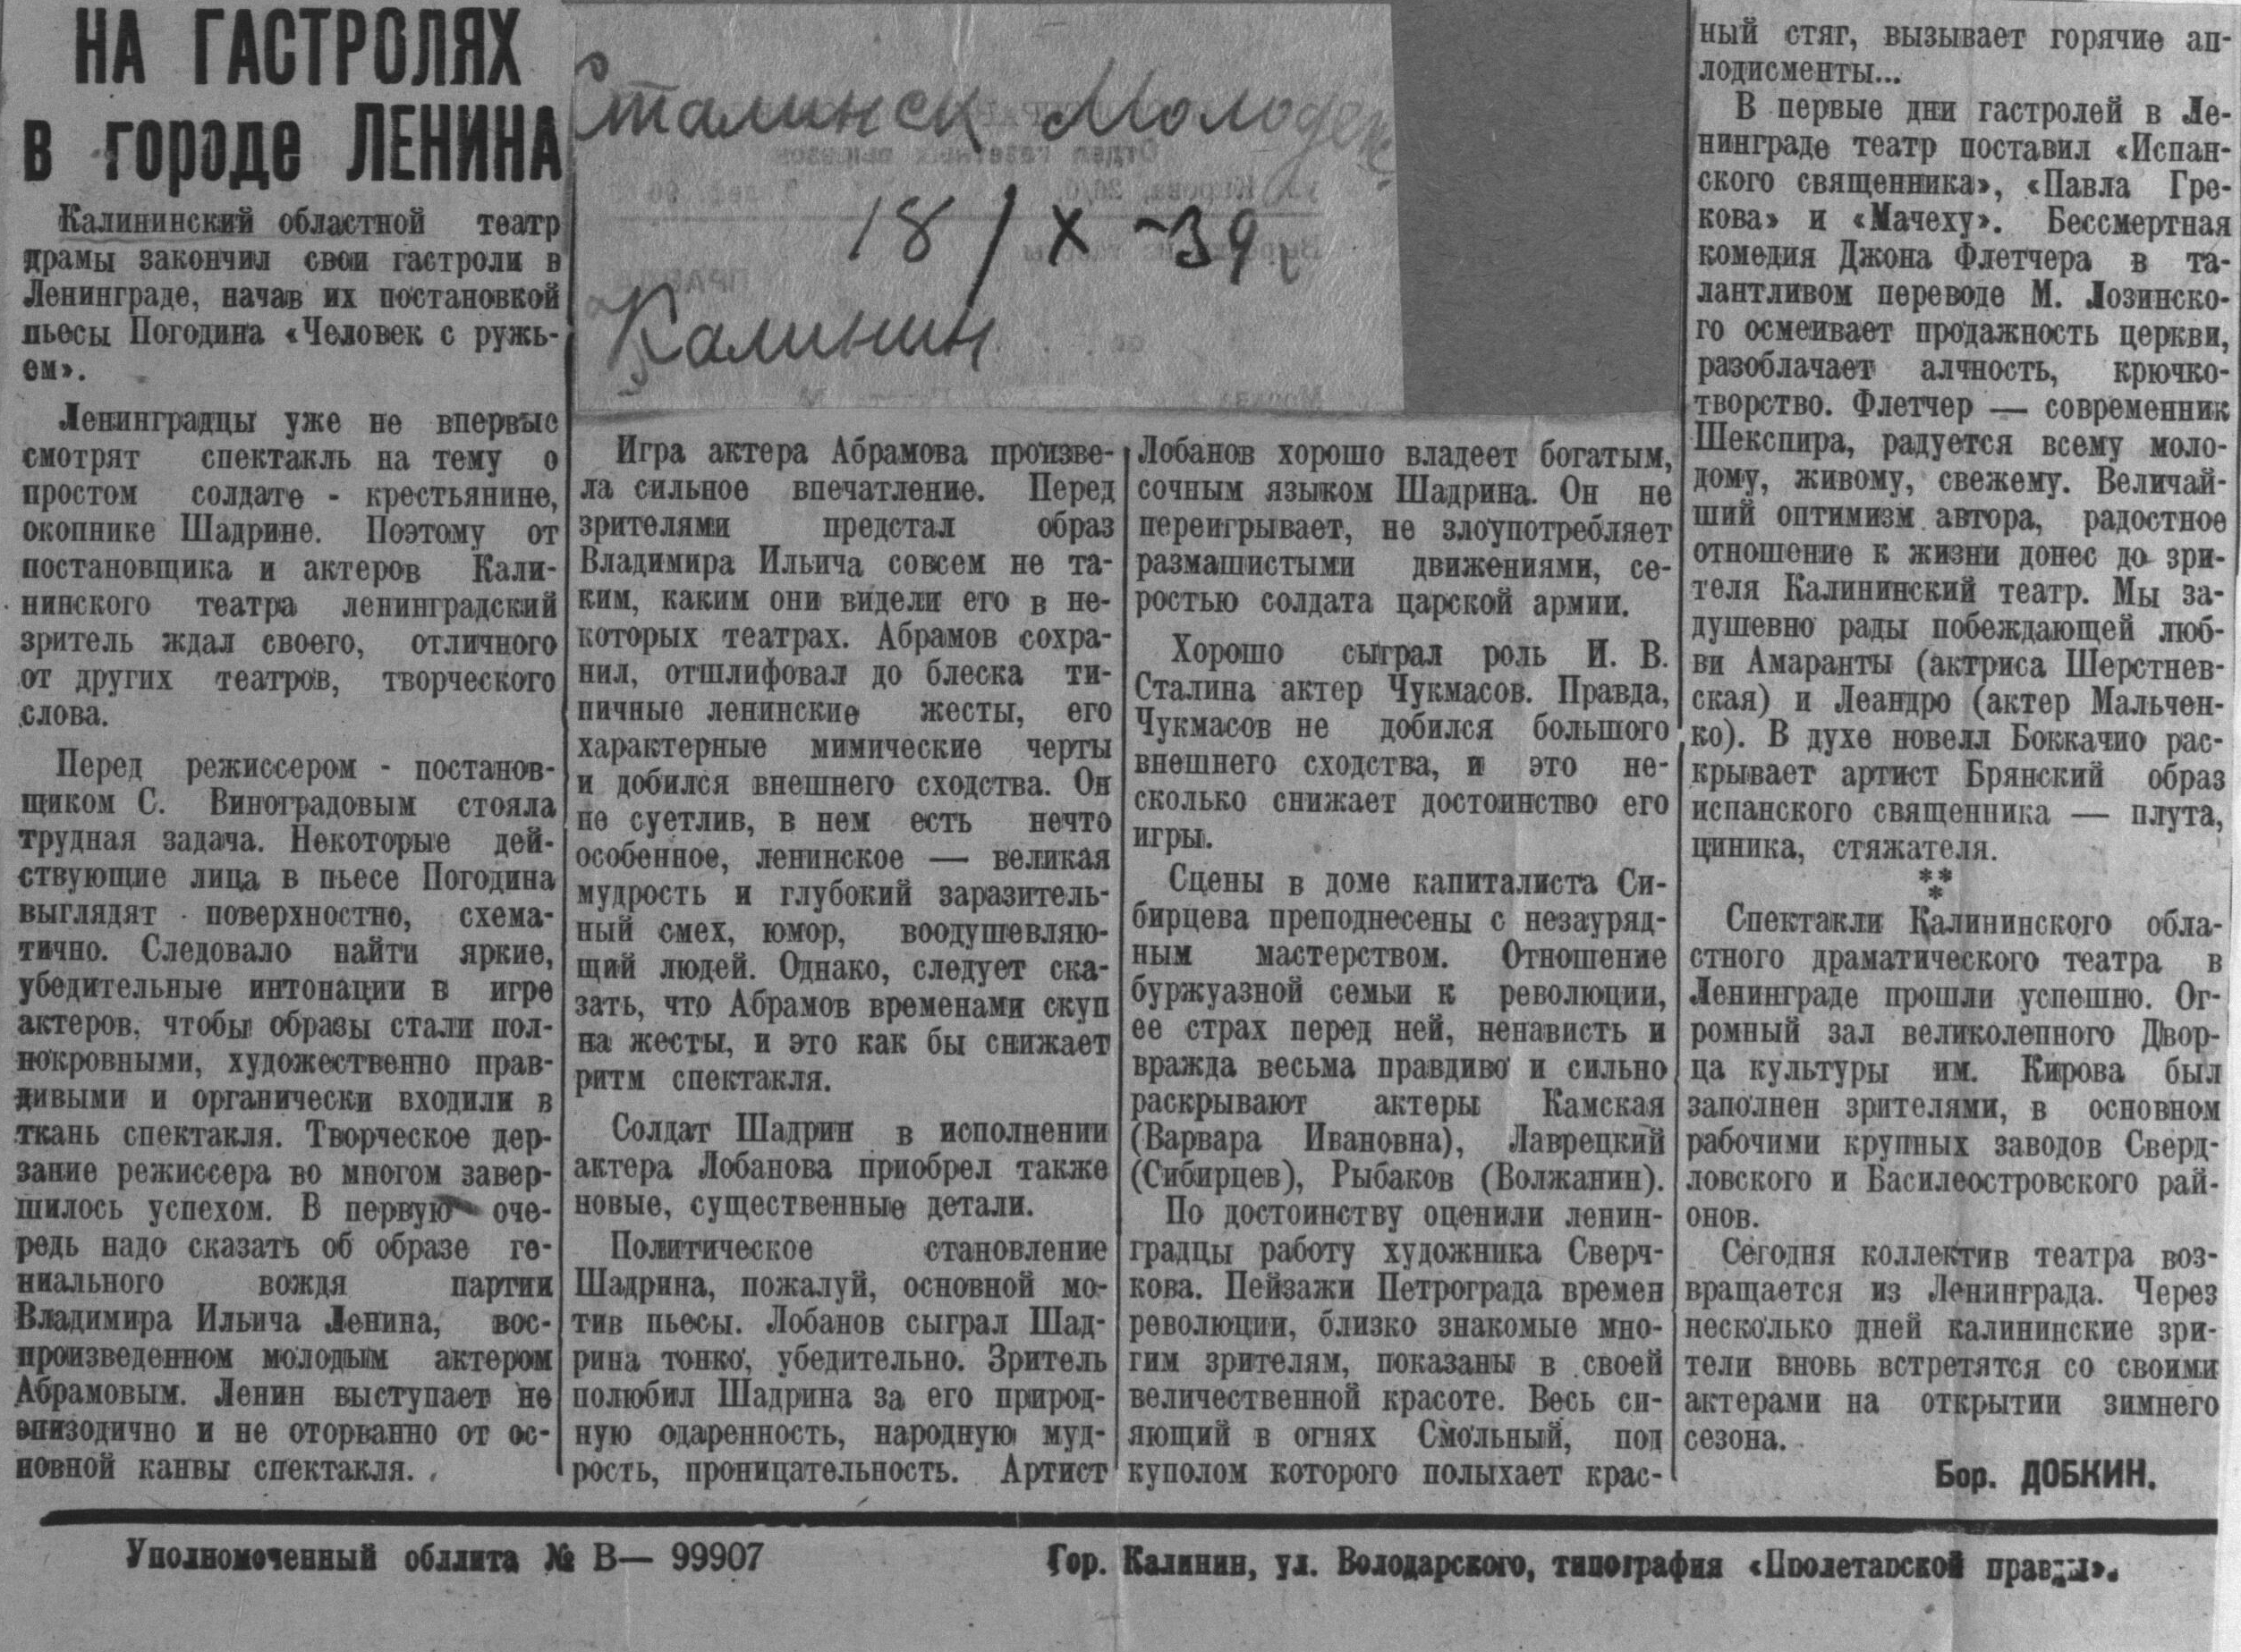 НА ГАСТРОЛЯХ
в городе ЛЕНИНА
Калининский областной театр
драмы закончил свои гастроли в
Ленинграде, начав их постановкой
пьесы Погодина «Человек с ружь-
ем».
Ленинградцы уже не впервые
смотрят спектакль на тему о
простом солдате - крестьянине,
окопнике Шадрине. Поэтому от
постановщика и актеров Кали-
нинского театра ленинградский
зритель ждал своего, отличного
от других театров, творческого
слова.
Перед режиссером - постанов-
щиком С. Виноградовым стояла
трудная задача. Некоторые дей-
ствующие лица в пьесе Погодина
выглядят поверхностно, схема-
тично. Следовало найти яркие,
убедительные интонации в игре
актеров, чтобы образы стали пол-
нокровными, художественно прав-
дивыми и органически входили в
ткань спектакля. Творческое дер-
зание режиссера во многом завер-
шилось успехом. В первую оче-
редь надо сказать об образе ге-
ниального вождя партии
Владимира Ильича Ленина, вос-
произведенном молодым актером
Абрамовым. Ленин выступает не
эпизодично и не оторванно от ос-
новной канвы спектакля.
Сталинск Молодеж
18/X -39
Калинин
Игра актера Абрамова произве-
ла сильное впечатление. Перед
зрителями предстал образ
Владимира Ильича совсем не та-
ким, каким они видели его в не-
которых театрах. Абрамов сохра-
нил, отшлифовал до блеска ти-
пичные ленинские жесты, его
характерные мимические черты
и добился внешнего сходства. Он
не суетлив, в нем есть нечто
особенное, ленинское — великая
мудрость и глубокий заразитель-
ный смех, юмор, воодушевляю-
щий людей. Однако, следует ска-
зать, что Абрамов временами скуп
на жесты, и это как бы снижает
ритм спектакля.
Солдат Шадрин в исполнении
актера Лобанова приобрел также
новые, существенные детали.
Политическое становление
Шадрина, пожалуй, основной мо-
тив пьесы. Лобанов сыграл Шад-
рина тонко, убедительно. Зритель
полюбил Шадрина за его природ-
ную одаренность, народную муд-
рость, проницательность. Артист
Лобанов хорошо владеет богатым,
сочным языком Шадрина. Он не
переигрывает, не злоупотребляет
размашистыми движениями, се-
ростью солдата царской армии.
Хорошо сыграл роль И. В.
Сталина актер Чукмасов. Правда,
Чукмасов не добился большого
внешнего сходства, и это не-
сколько снижает достоинство его
игры.
Сцены в доме капиталиста Си-
бирцева преподнесены с незауряд-
ным мастерством. Отношение
буржуазной семьи к революции,
ее страх перед ней, ненависть и
вражда весьма правдиво и сильно
раскрывают актеры Камская
(Варвара Ивановна), Лаврецкий
(Сибирцев), Рыбаков (Волжанин).
По достоинству оценили ленин-
градцы работу художника Сверч-
кова. Пейзажи Петрограда времен
революции, близко знакомые мно-
гим зрителям, показаны в своей
величественной красоте. Весь си-
яющий в огнях Смольный, под
куполом которого полыхает крас-
ный стяг, вызывает горячие ап-
лодисменты...
В первые дни гастролей в Ле-
нинграде театр поставил «Испан-
ского священника», «Павла Гре-
кова» и «Мачеху». Бессмертная
комедия Джона Флетчера в та-
лантливом переводе М. Лозинско-
го осмеивает продажность церкви,
разоблачает алчность, крючко-
творство. Флетчер — современник
Шекспира, радуется всему моло-
дому, живому, свежему. Величай-
ший оптимизм автора, радостное
отношение к жизни донес до зри-
теля Калининский театр. Мы за-
душевно рады побеждающей люб-
ви Амаранты (актриса Шерстнев-
ская) и Леандро (актер Мальчен-
ко). В духе новелл Боккачио рас-
крывает артист Брянский образ
испанского священника — плута,
циника, стяжателя.
***
Спектакли Калининского обла-
стного драматического театра в
Ленинграде прошли успешно. Ог-
ромный зал великолепного Двор-
ца культуры им. Кирова был
заполнен зрителями, в основном
рабочими крупных заводов Сверд-
ловского и Василеостровского рай-
онов.
Сегодня коллектив театра воз-
вращается из Ленинграда. Через
несколько дней калининские зри-
тели вновь встретятся со своими
актерами на открытии зимнего
сезона.
Бор. ДОБКИН.
Уполномоченный обллита № В— 99907
Гор. Калинин, ул. Володарского, типография «Пролетарской правды».